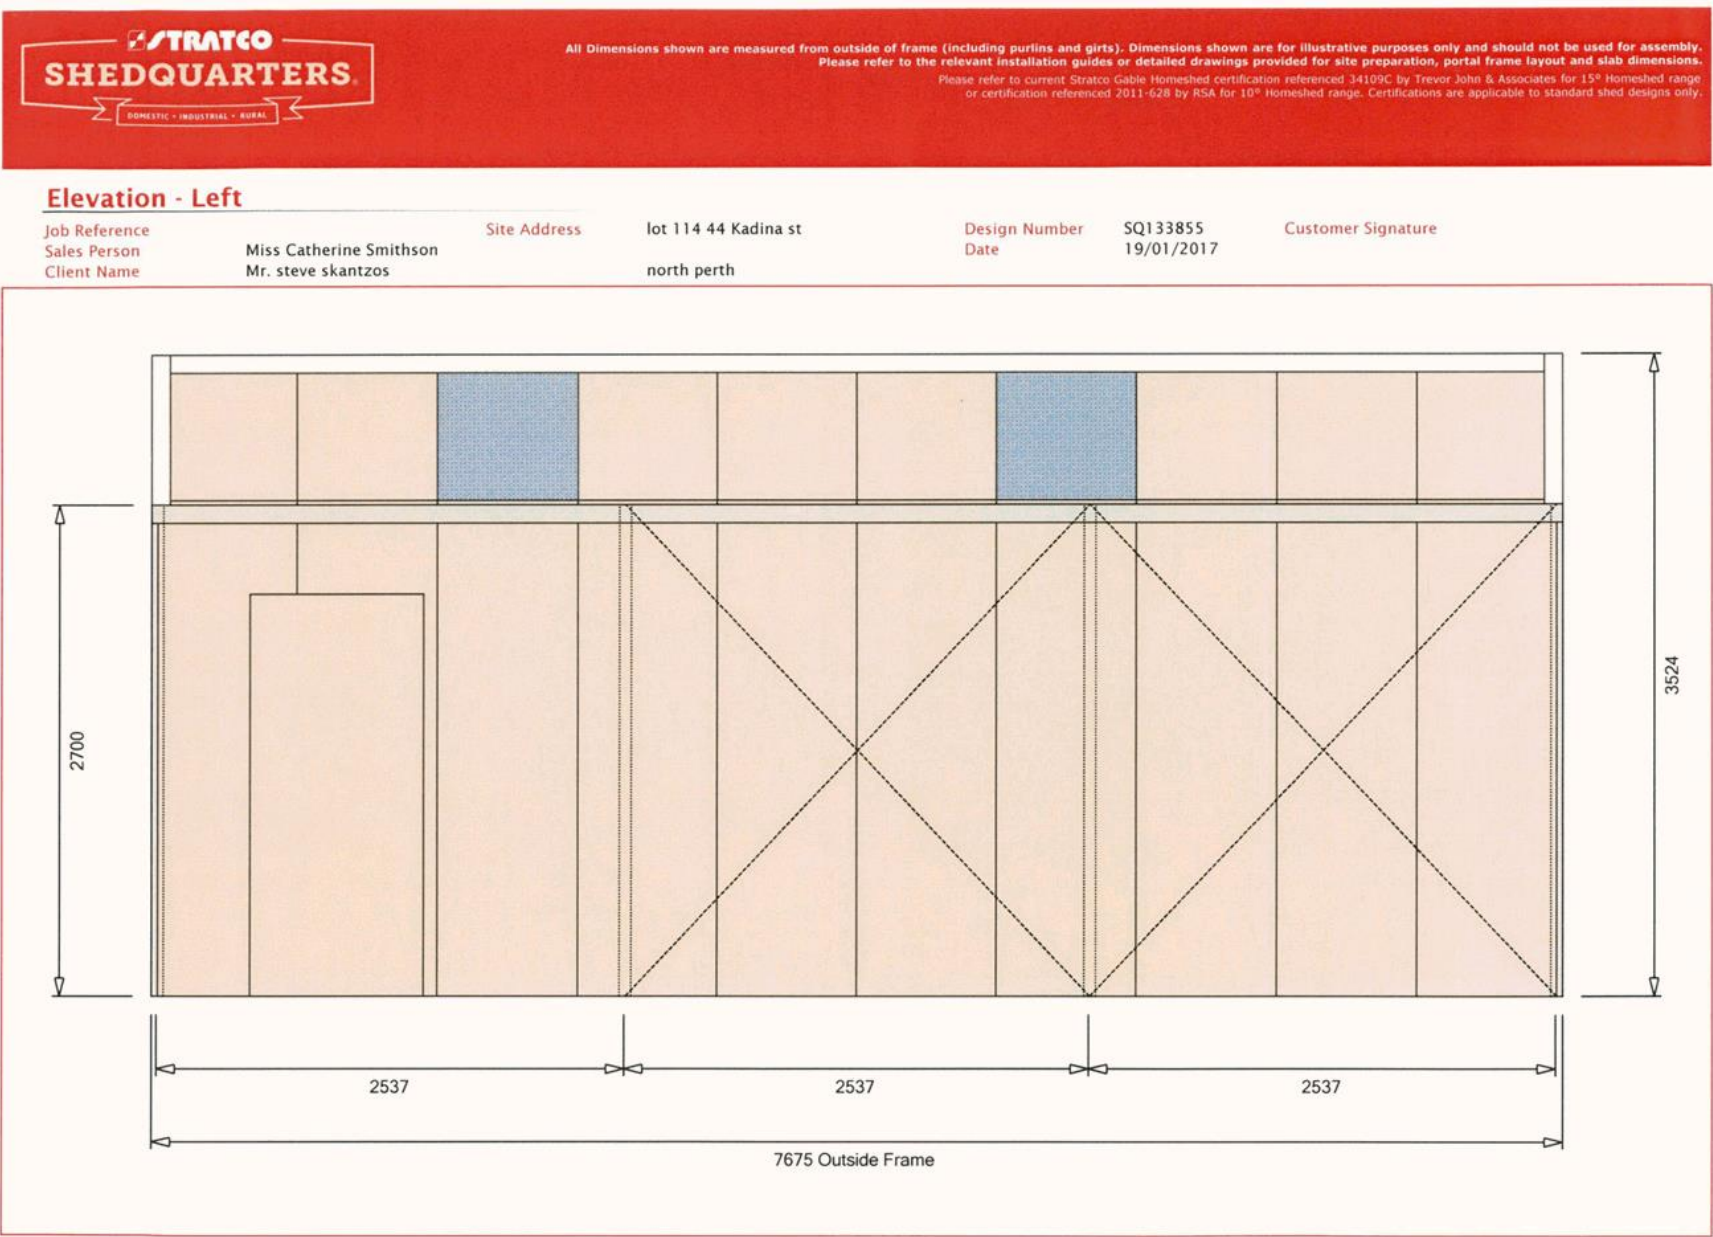 STRATCO
SHEDQUARTERS®
DOMESTIC • INDUSTRIAL • RURAL
All Dimensions shown are measured from outside of frame (including purlins and girts). Dimensions shown are for illustrative purposes only and should not be used for assembly.
Please refer to the relevant installation guides or detailed drawings provided for site preparation, portal frame layout and slab dimensions.
Please refer to current Stratco Gable Homeshed certification referenced 34109C by Trevor John & Associates for 15° Homeshed range
or certification referenced 2011-628 by RSA for 10° Homeshed range. Certifications are applicable to standard shed designs only.
Elevation - Left
Job Reference
Sales Person Miss Catherine Smithson
Client Name Mr. steve skantzos
Site Address lot 114 44 Kadina st
north perth
Design Number SQ133855
Date 19/01/2017
Customer Signature
2700
3524
2537 2537 2537
7675 Outside Frame